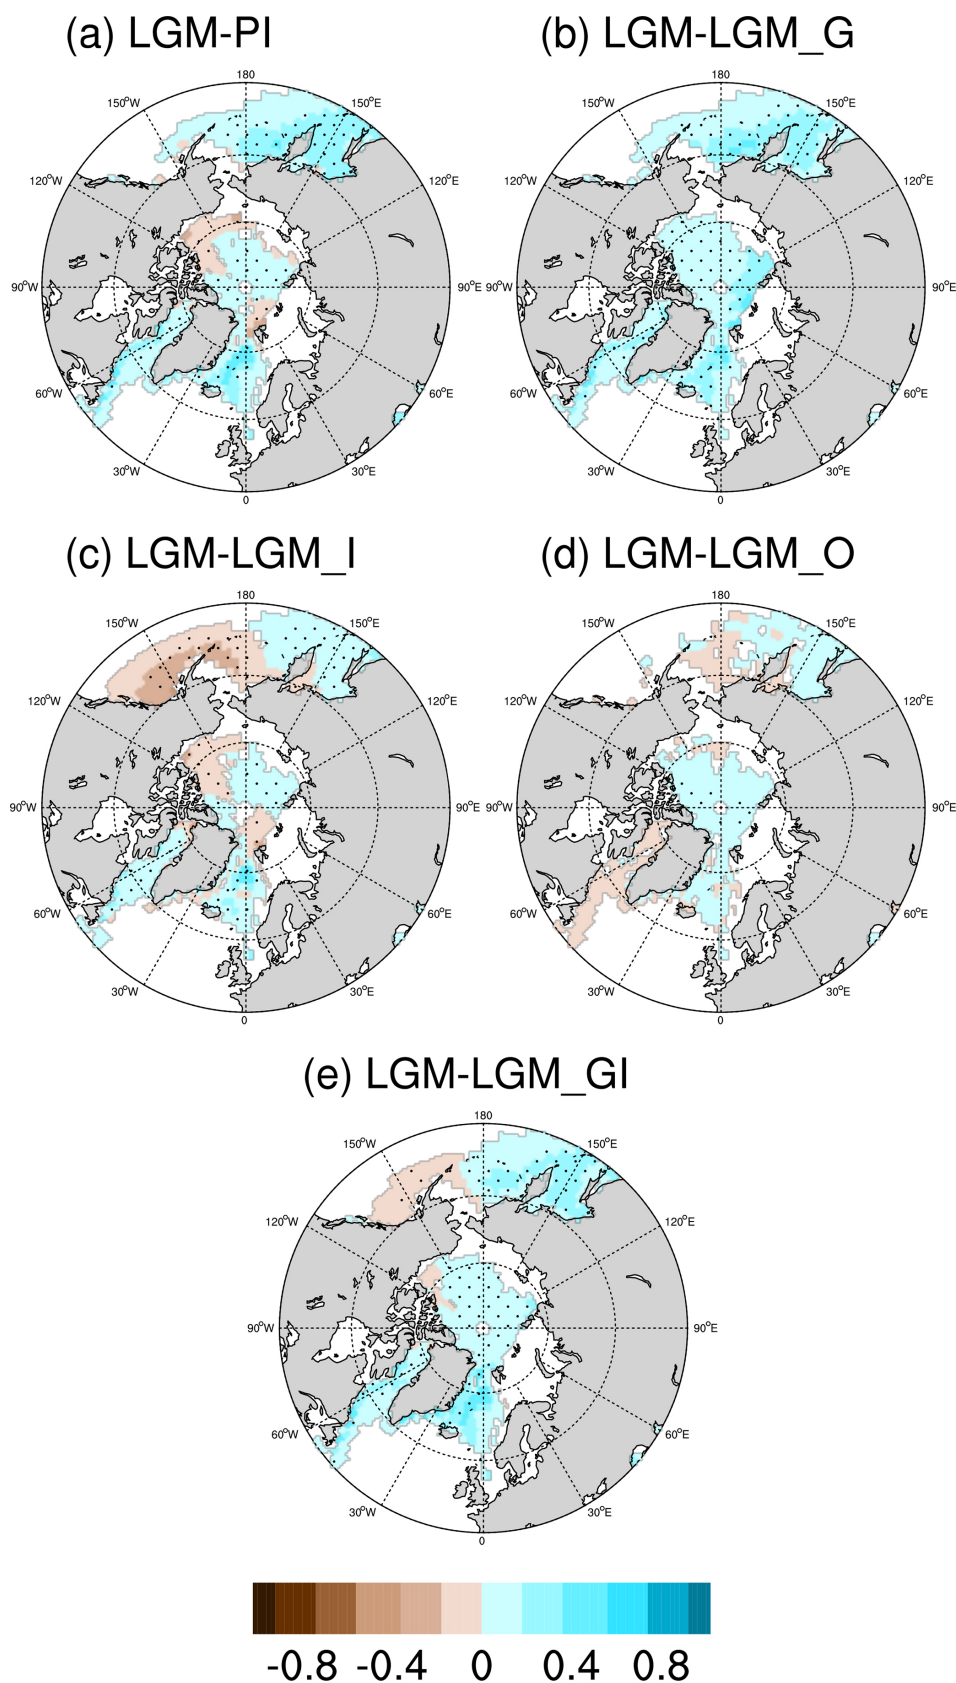 (a) LGM-PI
(b) LGM-LGM_G
180
180
150°W
150°E
150°W
150°E
120°W
120°E
120°W
120°E
90°W
90°E
90°W
90°E
60°W
60°E
60°W
60°E
30°W
30°E
30°W
30°E
0
0
(c) LGM-LGM_I
(d) LGM-LGM_O
180
180
150°W
150°E
150°W
150°E
120°W
120°E
120°W
120°E
90°W
90°E
90°W
90°E
60°W
60°E
60°W
60°E
30°W
30°E
30°W
30°E
0
0
(e) LGM-LGM_GI
180
150°W
150°E
120°W
120°E
90°W
90°E
60°W
60°E
30°W
30°E
0
-0.8 -0.4 0 0.4 0.8